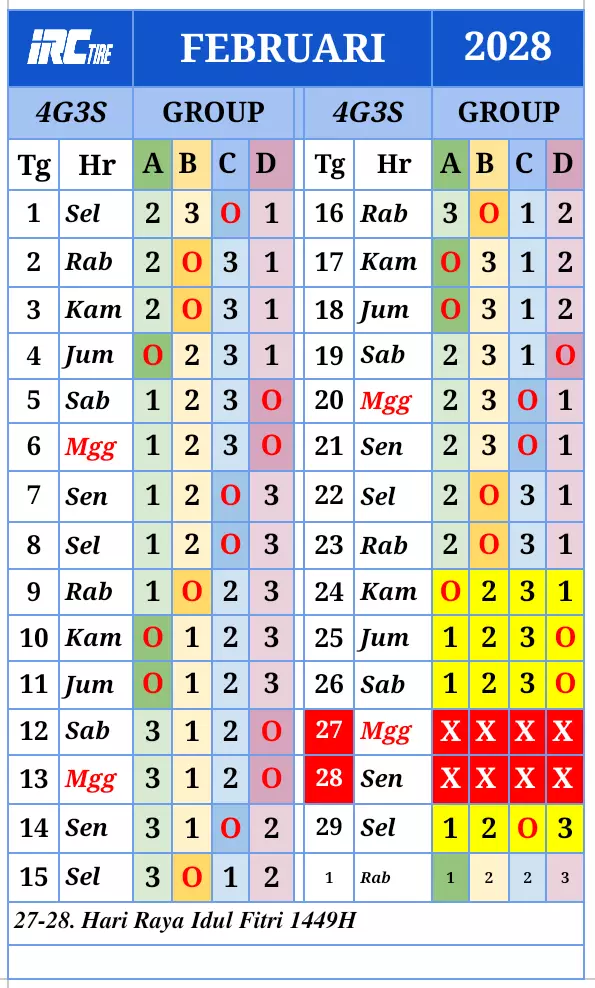 IRC TIRE FEBRUARI 2028
4G3S GROUP 4G3S GROUP
Tg Hr A B C D Tg Hr A B C D
1 Sel 2 3 O 1 16 Rab 3 O 1 2
2 Rab 2 O 3 1 17 Kam O 3 1 2
3 Kam 2 O 3 1 18 Jum O 3 1 2
4 Jum O 2 3 1 19 Sab 2 3 1 O
5 Sab 1 2 3 O 20 Mgg 2 3 O 1
6 Mgg 1 2 3 O 21 Sen 2 3 O 1
7 Sen 1 2 O 3 22 Sel 2 O 3 1
8 Sel 1 2 O 3 23 Rab 2 O 3 1
9 Rab 1 O 2 3 24 Kam O 2 3 1
10 Kam O 1 2 3 25 Jum 1 2 3 O
11 Jum O 1 2 3 26 Sab 1 2 3 O
12 Sab 3 1 2 O 27 Mgg X X X X
13 Mgg 3 1 2 O 28 Sen X X X X
14 Sen 3 1 O 2 29 Sel 1 2 O 3
15 Sel 3 O 1 2 1 Rab 1 2 2 3
27-28. Hari Raya Idul Fitri 1449H